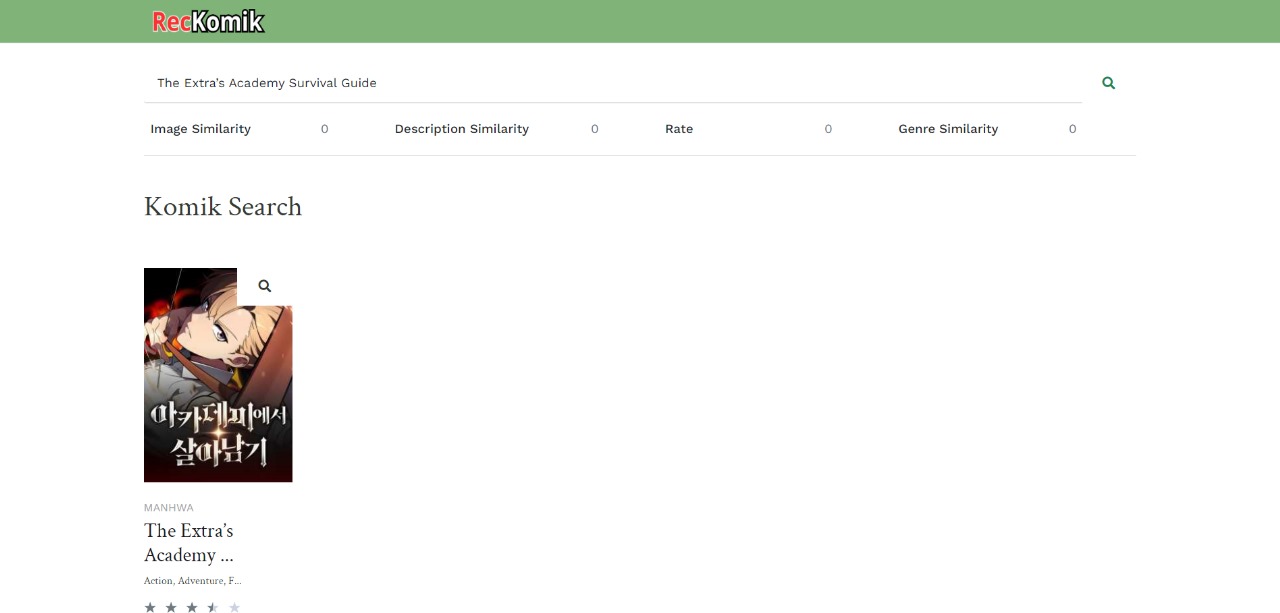 RecKomik
The Extra's Academy Survival Guide
Image Similarity 0 Description Similarity 0 Rate 0 Genre Similarity 0
Komik Search
아카데미에서
살아남기
MANHWA
The Extra's
Academy ...
Action, Adventure, F...